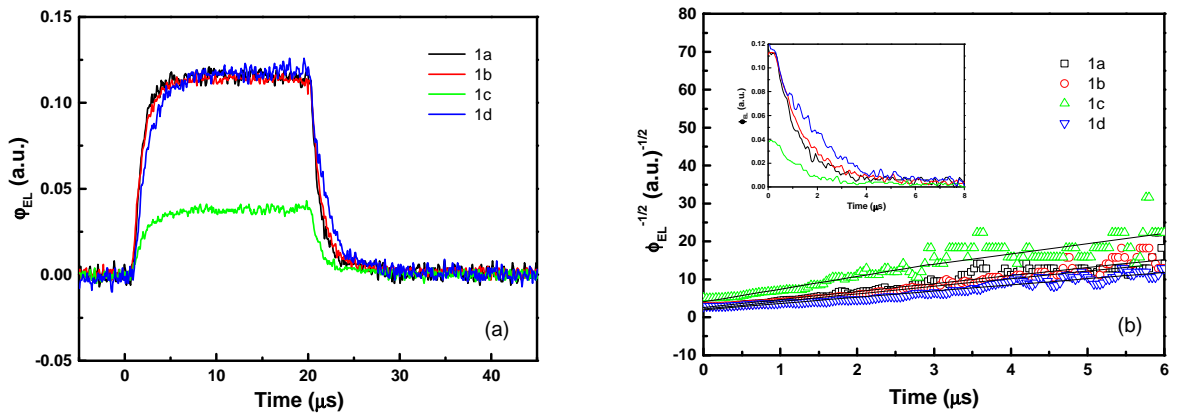 0.15
0.10
0.05
0.00
-0.05
φEL (a.u.)
0
10
20
30
40
Time (μs)
1a
1b
1c
1d
(a)
80
70
60
50
40
30
20
10
0
-10
ϕEL^-1/2 (a.u.)^-1/2
0
1
2
3
4
5
6
Time (μs)
1a
1b
1c
1d
(b)
0.12
0.10
0.08
0.06
0.04
0.02
0.00
ϕEL (a.u.)
0
2
4
6
8
Time (μs)